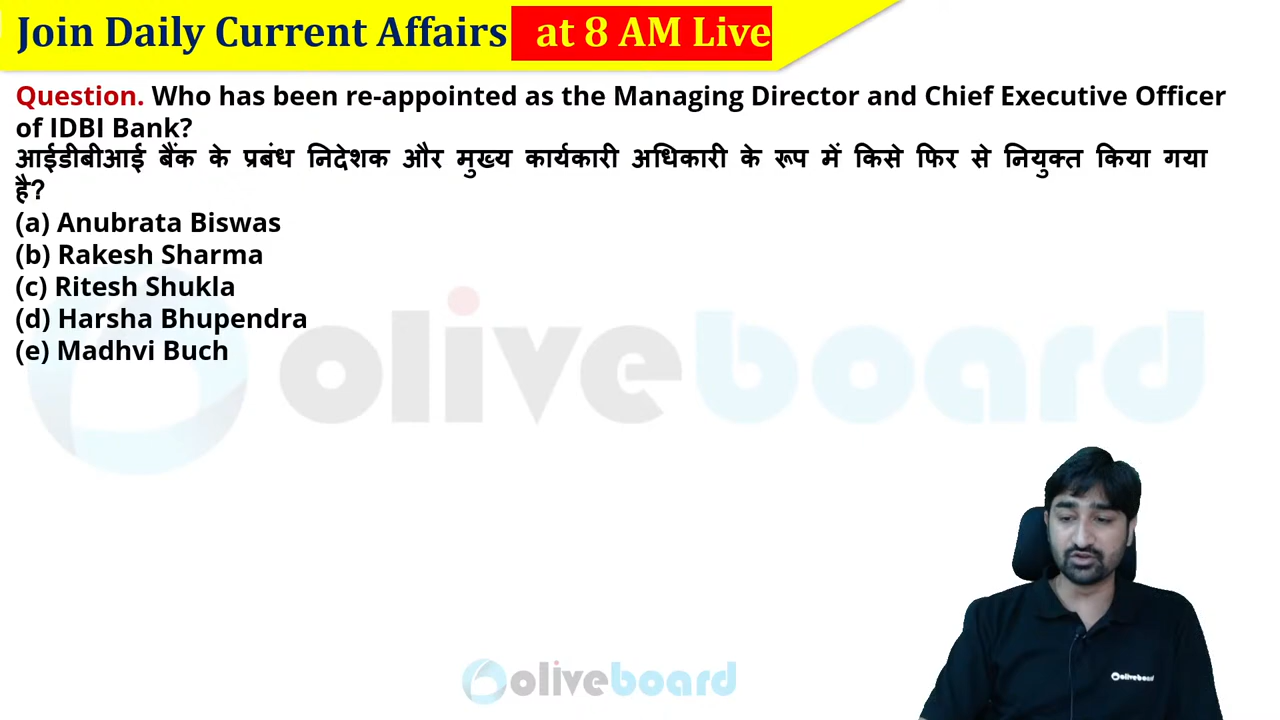 Join Daily Current Affairs at 8 AM Live
Question. Who has been re-appointed as the Managing Director and Chief Executive Officer
of IDBI Bank?
आईडीबीआई बैंक के प्रबंध निदेशक और मुख्य कार्यकारी अधिकारी के रूप में किसे फिर से नियुक्त किया गया
है?
(a) Anubrata Biswas
(b) Rakesh Sharma
(c) Ritesh Shukla
(d) Harsha Bhupendra
(e) Madhvi Buch
oliveboard
oliveboard
oliveboard